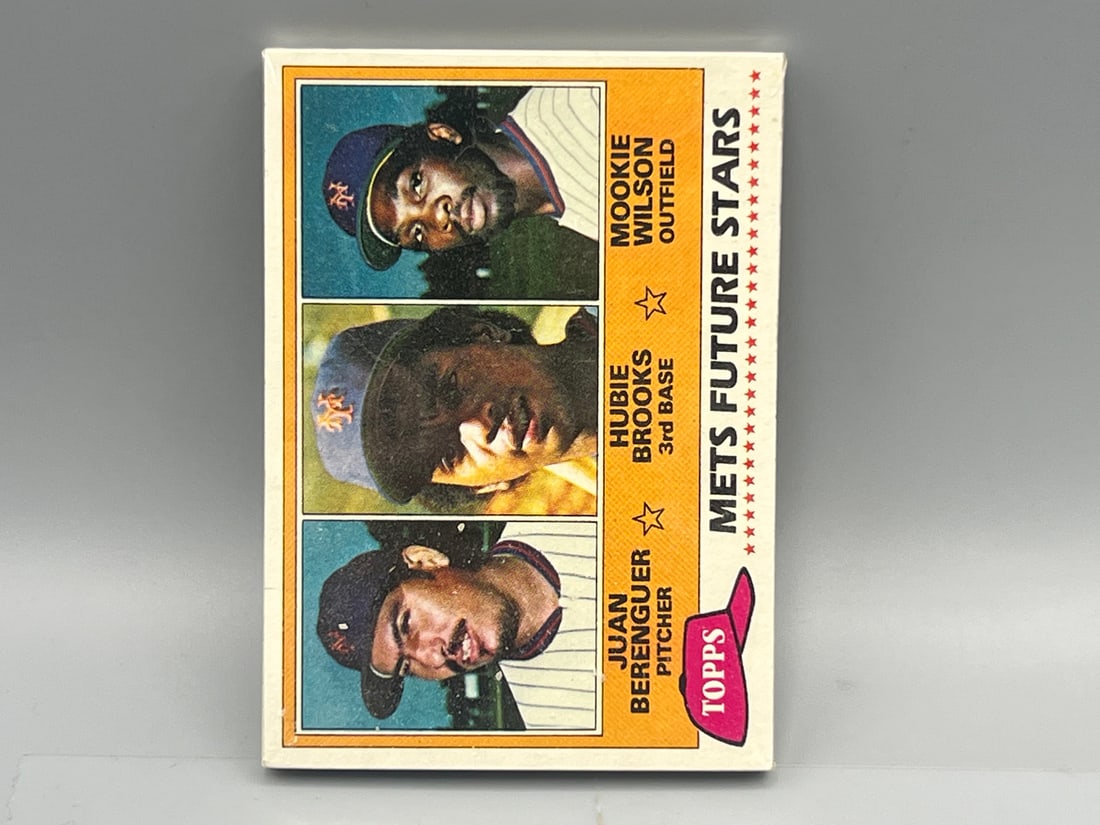 JUAN
BERENGUER
PITCHER
HUBIE
BROOKS
3rd BASE
MOOKIE
WILSON
OUTFIELD
TOPPS
METS FUTURE STARS